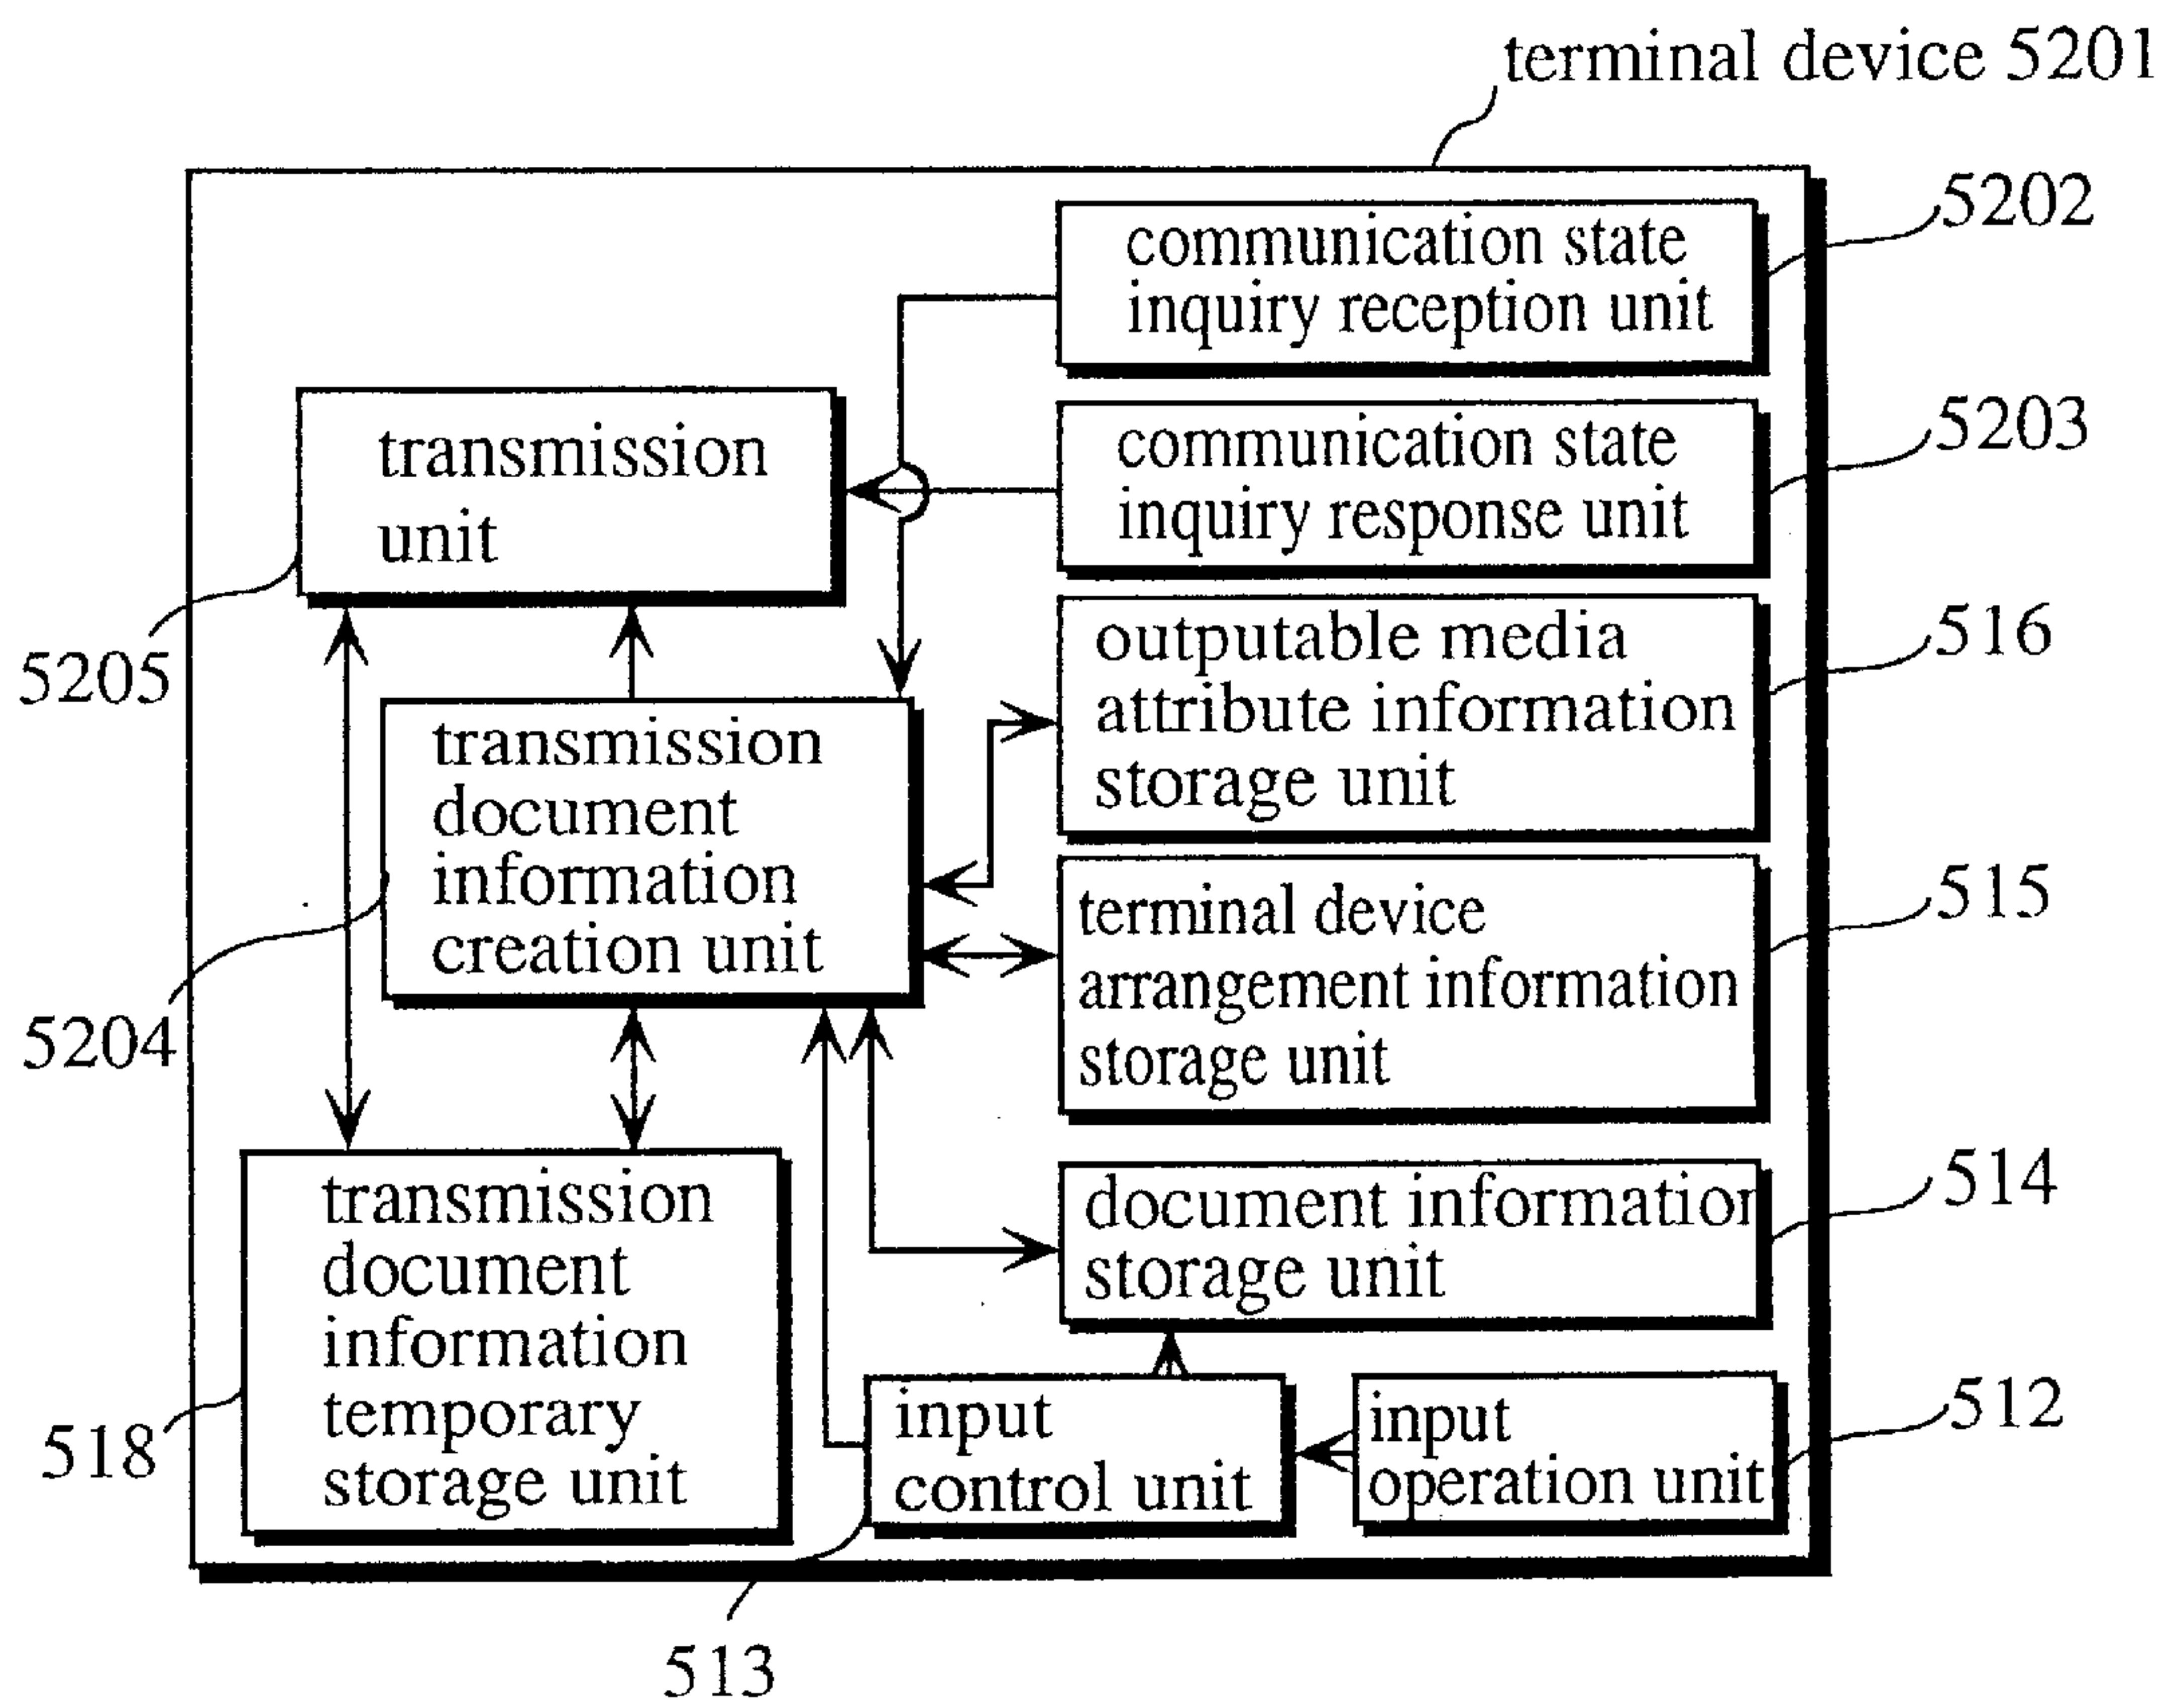 terminal device 5201
communication state
inquiry reception unit
5202
communication state
inquiry response unit
5203
transmission
unit
5205
outputable media
attribute information
storage unit
516
transmission
document
information
creation unit
5204
terminal device
arrangement information
storage unit
515
document information
storage unit
514
transmission
document
information
temporary
storage unit
518
input
control unit
513
input
operation unit
512